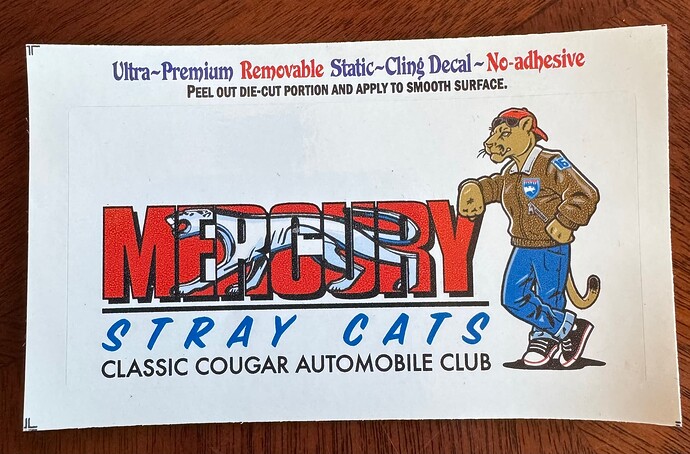 Ultra~Premium Removable Static~Cling Decal~No-adhesive
PEEL OUT DIE-CUT PORTION AND APPLY TO SMOOTH SURFACE.
MERCURY
STRAY CATS
CLASSIC COUGAR AUTOMOBILE CLUB